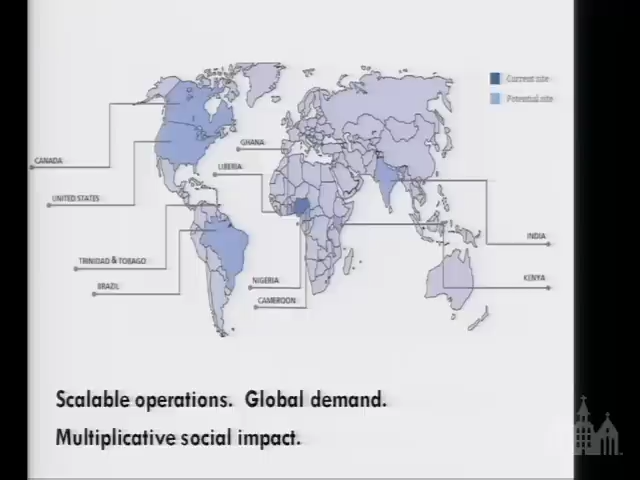 Current site
Potential site
GHANA
CANADA
LIBERIA
UNITED STATES
INDIA
TRINIDAD & TOBAGO
NIGERIA
KENYA
BRAZIL
CAMEROON
Scalable operations. Global demand.
Multiplicative social impact.